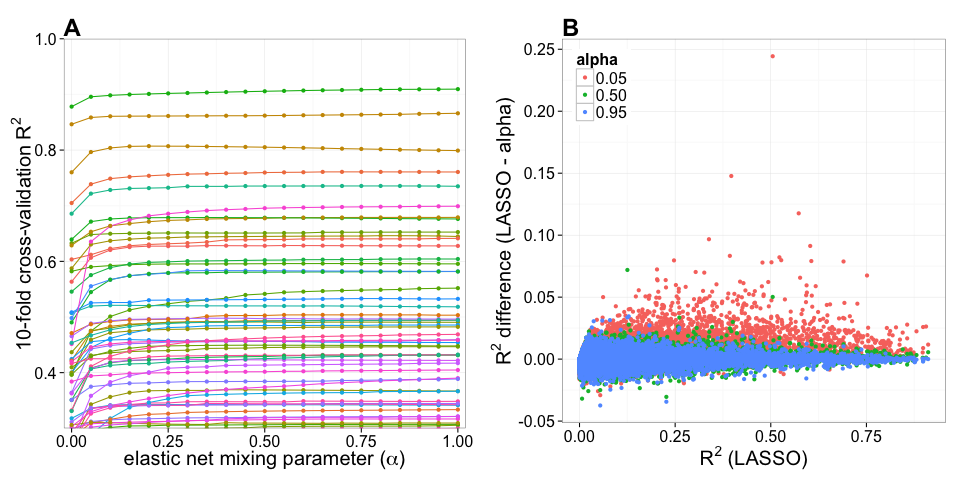 A
10-fold cross-validation R²
1.0
0.8
0.6
0.4
0.00 0.25 0.50 0.75 1.00
elastic net mixing parameter (α)
B
R² difference (LASSO - alpha)
0.25
0.20
0.15
0.10
0.05
0.00
-0.05
alpha
0.05
0.50
0.95
0.00 0.25 0.50 0.75
R² (LASSO)